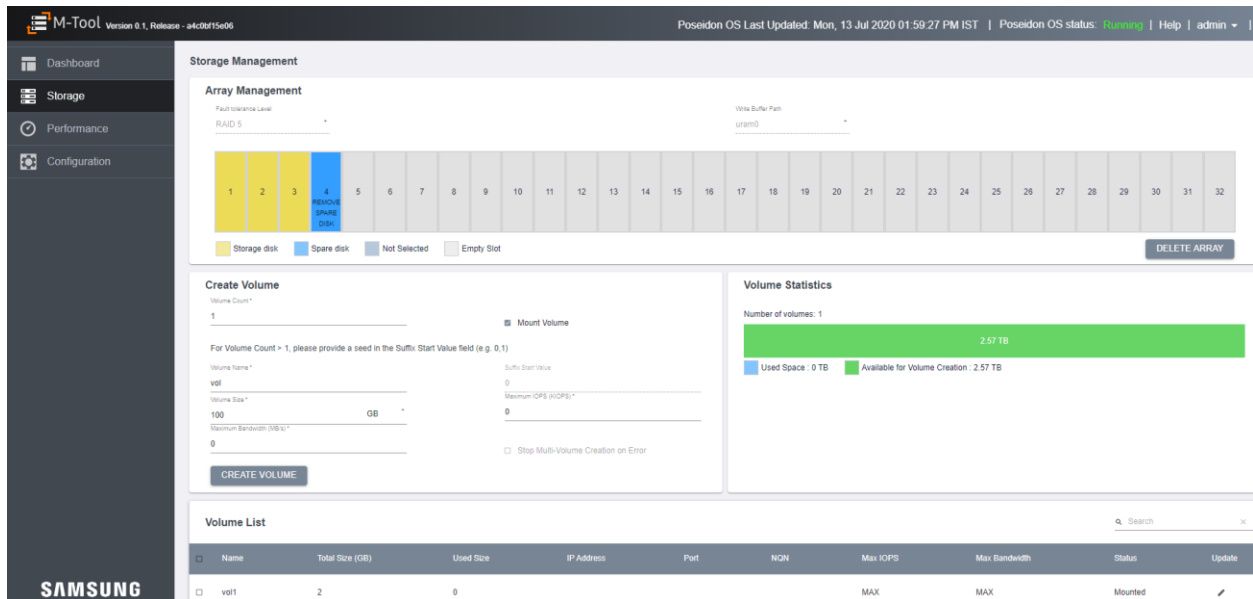 M-Tool Version 0.1, Release - a4c0bf15e06
Poseidon OS Last Updated: Mon, 13 Jul 2020 01:59:27 PM IST | Poseidon OS status: Running | Help | admin |
Dashboard
Storage
Performance
Configuration
SAMSUNG
Storage Management
Array Management
Fault tolerance Level
RAID 5
Write Buffer Path
uram0
1 2 3 4 5 6 7 8 9 10 11 12 13 14 15 16 17 18 19 20 21 22 23 24 25 26 27 28 29 30 31 32
REMOVE
SPARE
DISK
Storage disk Spare disk Not Selected Empty Slot
DELETE ARRAY
Create Volume
Volume Count *
1
Mount Volume
For Volume Count > 1, please provide a seed in the Suffix Start Value field (e.g. 0,1)
Volume Name *
vol
Suffix Start Value
0
Volume Size *
100 GB
Maximum IOPS (KIOPS) *
0
Maximum Bandwidth (MB/s) *
0
Stop Multi-Volume Creation on Error
CREATE VOLUME
Volume Statistics
Number of volumes: 1
2.57 TB
Used Space : 0 TB Available for Volume Creation : 2.57 TB
Volume List
Search
Name Total Size (GB) Used Size IP Address Port NQN Max IOPS Max Bandwidth Status Update
vol1 2 0 MAX MAX Mounted